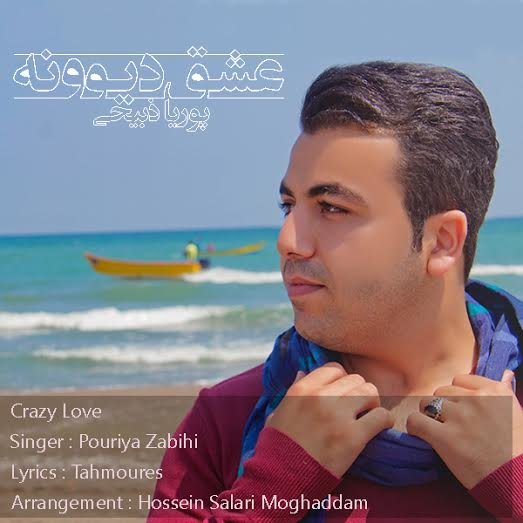 عشق دیوونه
پوریا ذبیحی
Crazy Love
Singer : Pouriya Zabihi
Lyrics : Tahmoures
Arrangement : Hossein Salari Moghaddam